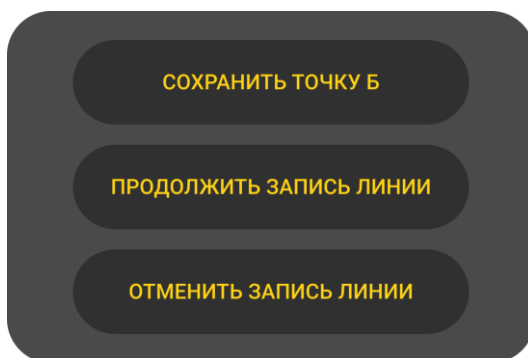 СОХРАНИТЬ ТОЧКУ Б
ПРОДОЛЖИТЬ ЗАПИСЬ ЛИНИИ
ОТМЕНИТЬ ЗАПИСЬ ЛИНИИ